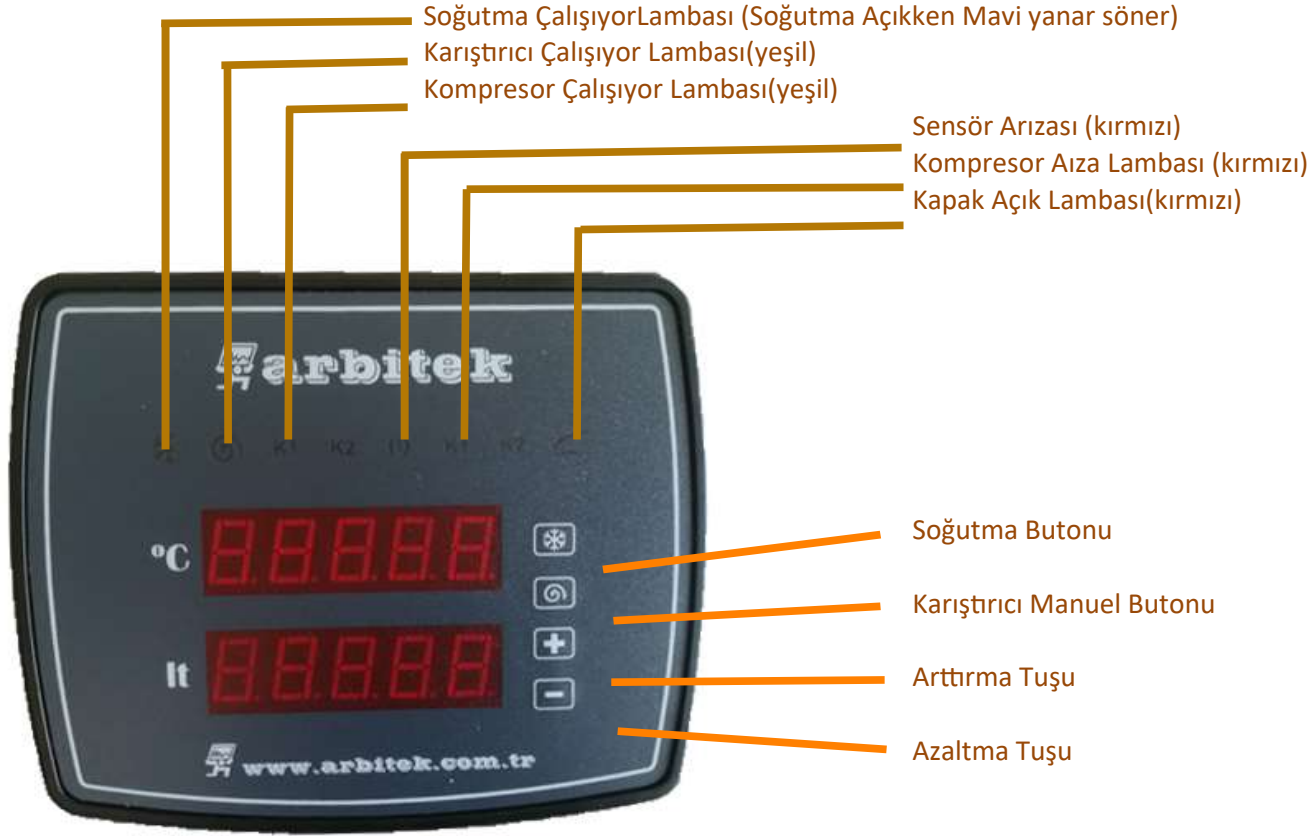 Soğutma ÇalışıyorLambası (Soğutma Açıkken Mavi yanar söner)
Karıştırıcı Çalışıyor Lambası(yeşil)
Kompresor Çalışıyor Lambası(yeşil)
Sensör Arızası (kırmızı)
Kompresor Aıza Lambası (kırmızı)
Kapak Açık Lambası(kırmızı)
arbitek
K1 K2 K1 K2
°C
Soğutma Butonu
Karıştırıcı Manuel Butonu
lt
Arttırma Tuşu
Azaltma Tuşu
www.arbitek.com.tr